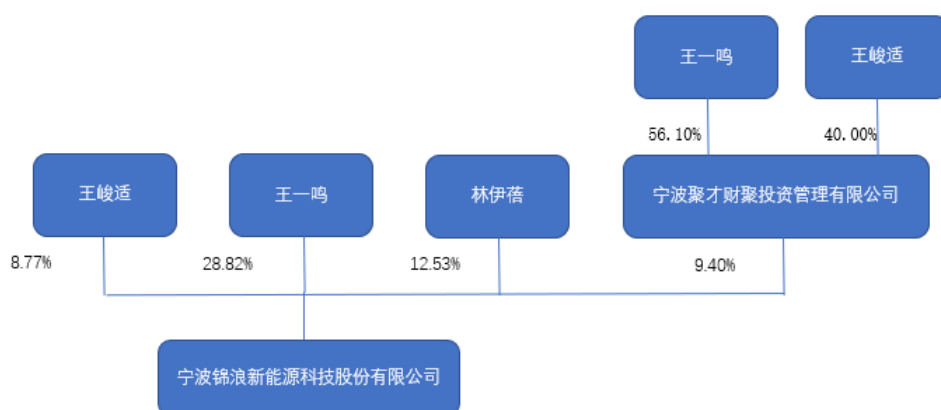 王一鸣
王峻适
56.10%
40.00%
王峻适
王一鸣
林伊蓓
宁波聚才财聚投资管理有限公司
8.77%
28.82%
12.53%
9.40%
宁波锦浪新能源科技股份有限公司